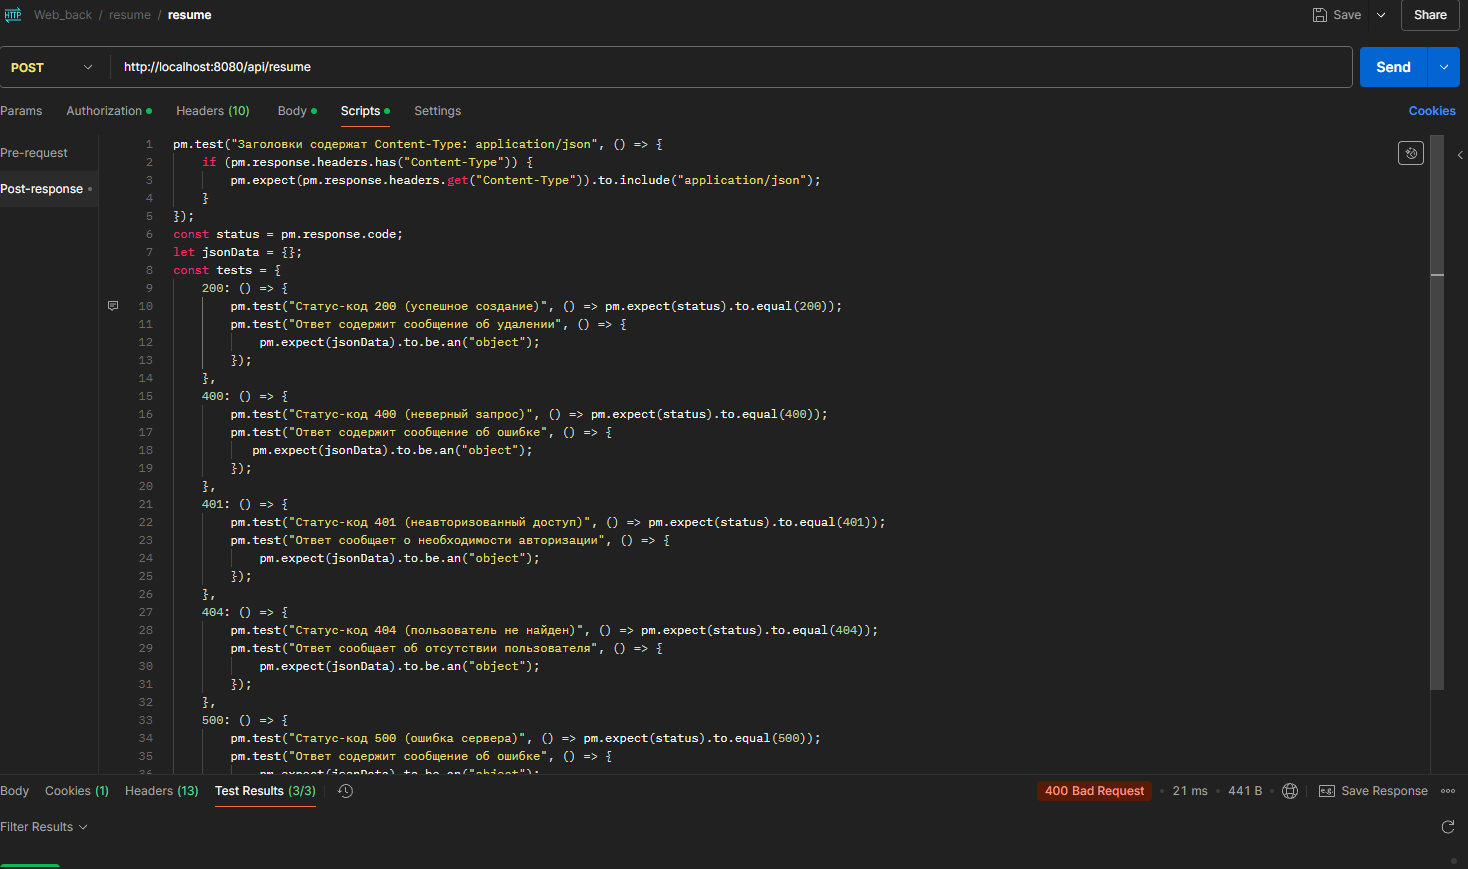 HTTP Web_back / resume / resume Save Share
POST http://localhost:8080/api/resume Send
Params Authorization Headers (10) Body Scripts Settings Cookies
Pre-request
Post-response
1 pm.test("Заголовки содержат Content-Type: application/json", () => {
2 if (pm.response.headers.has("Content-Type")) {
3 pm.expect(pm.response.headers.get("Content-Type")).to.include("application/json");
4 }
5 });
6 const status = pm.response.code;
7 let jsonData = {};
8 const tests = {
9 200: () => {
10 pm.test("Статус-код 200 (успешное создание)", () => pm.expect(status).to.equal(200));
11 pm.test("Ответ содержит сообщение об удалении", () => {
12 pm.expect(jsonData).to.be.an("object");
13 });
14 },
15 400: () => {
16 pm.test("Статус-код 400 (неверный запрос)", () => pm.expect(status).to.equal(400));
17 pm.test("Ответ содержит сообщение об ошибке", () => {
18 pm.expect(jsonData).to.be.an("object");
19 });
20 },
21 401: () => {
22 pm.test("Статус-код 401 (неавторизованный доступ)", () => pm.expect(status).to.equal(401));
23 pm.test("Ответ сообщает о необходимости авторизации", () => {
24 pm.expect(jsonData).to.be.an("object");
25 });
26 },
27 404: () => {
28 pm.test("Статус-код 404 (пользователь не найден)", () => pm.expect(status).to.equal(404));
29 pm.test("Ответ сообщает об отсутствии пользователя", () => {
30 pm.expect(jsonData).to.be.an("object");
31 });
32 },
33 500: () => {
34 pm.test("Статус-код 500 (ошибка сервера)", () => pm.expect(status).to.equal(500));
35 pm.test("Ответ содержит сообщение об ошибке", () => {
36 pm.expect(jsonData).to.be.an("object");
Body Cookies (1) Headers (13) Test Results (3/3) 400 Bad Request 21 ms 441 B e.g. Save Response
Filter Results